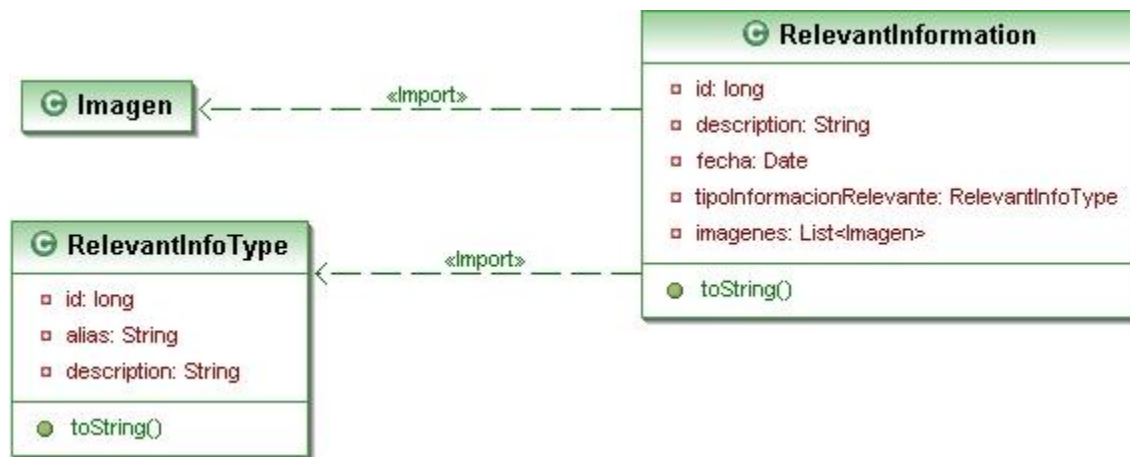 Imagen
«Import»
RelevantInformation
id: long
description: String
fecha: Date
tipoInformacionRelevante: RelevantInfoType
imagenes: List<Imagen>
toString()
RelevantInfoType
id: long
alias: String
description: String
toString()
«Import»